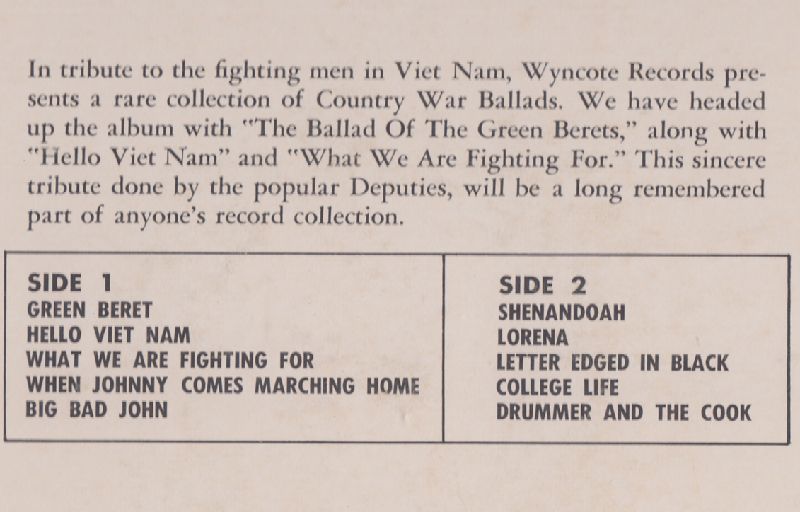 In tribute to the fighting men in Viet Nam, Wyncote Records pre-
sents a rare collection of Country War Ballads. We have headed
up the album with "The Ballad Of The Green Berets," along with
"Hello Viet Nam" and "What We Are Fighting For." This sincere
tribute done by the popular Deputies, will be a long remembered
part of anyone's record collection.
SIDE 1
GREEN BERET
HELLO VIET NAM
WHAT WE ARE FIGHTING FOR
WHEN JOHNNY COMES MARCHING HOME
BIG BAD JOHN
SIDE 2
SHENANDOAH
LORENA
LETTER EDGED IN BLACK
COLLEGE LIFE
DRUMMER AND THE COOK